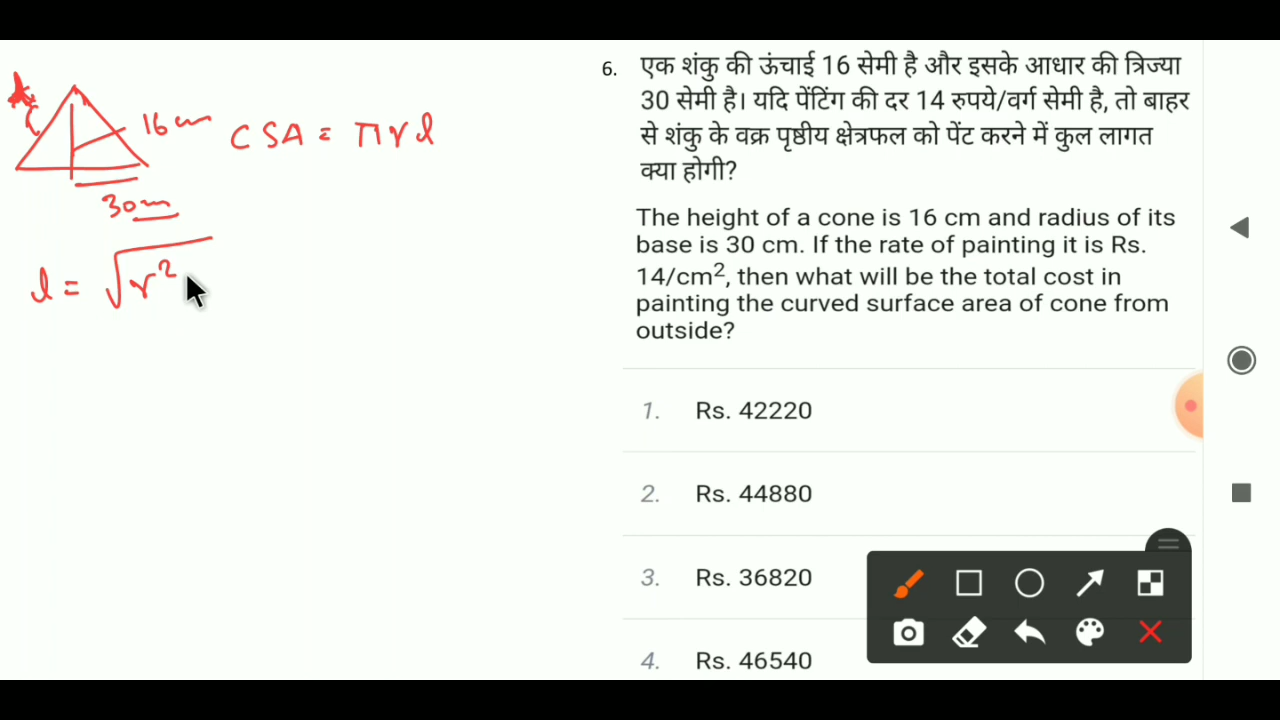 16 cm
CSA = πrl
30cm
l = √r²
6. एक शंकु की ऊंचाई 16 सेमी है और इसके आधार की त्रिज्या
30 सेमी है। यदि पेंटिंग की दर 14 रुपये/वर्ग सेमी है, तो बाहर
से शंकु के वक्र पृष्ठीय क्षेत्रफल को पेंट करने में कुल लागत
क्या होगी?
The height of a cone is 16 cm and radius of its
base is 30 cm. If the rate of painting it is Rs.
14/cm², then what will be the total cost in
painting the curved surface area of cone from
outside?
1. Rs. 42220
2. Rs. 44880
3. Rs. 36820
4. Rs. 46540